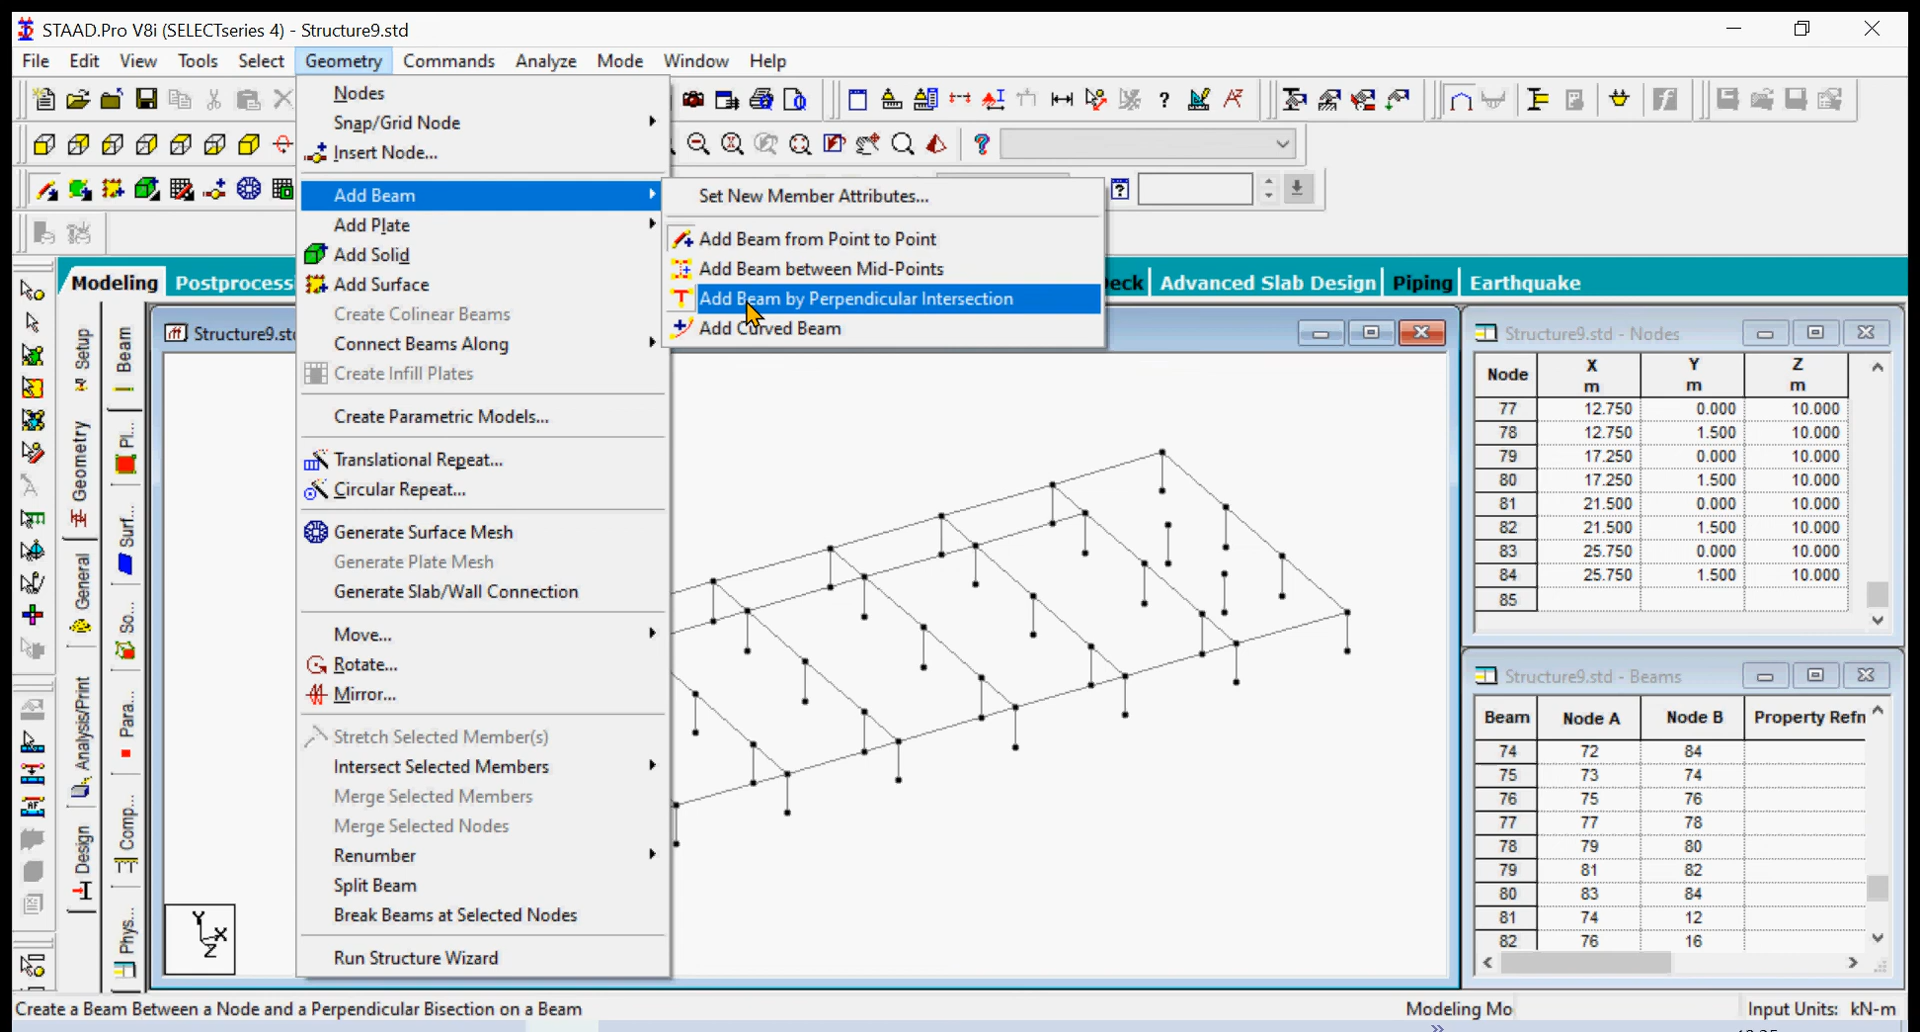 STAAD.Pro V8i (SELECTseries 4) - Structure9.std
File Edit View Tools Select Geometry Commands Analyze Mode Window Help
Nodes
Snap/Grid Node
Insert Node...
Add Beam
Add Plate
Add Solid
Add Surface
Create Colinear Beams
Connect Beams Along
Create Infill Plates
Create Parametric Models...
Translational Repeat...
Circular Repeat...
Generate Surface Mesh
Generate Plate Mesh
Generate Slab/Wall Connection
Move...
Rotate...
Mirror...
Stretch Selected Member(s)
Intersect Selected Members
Merge Selected Members
Merge Selected Nodes
Renumber
Split Beam
Break Beams at Selected Nodes
Run Structure Wizard
Set New Member Attributes...
Add Beam from Point to Point
Add Beam between Mid-Points
Add Beam by Perpendicular Intersection
Add Curved Beam
Modeling Postprocess
Advanced Slab Design Piping Earthquake
Setup
Geometry
General
Analysis/Print
Design
Beam
Pl...
Surf...
So...
Para...
Comp...
Phys...
Structure9.st
Y
X
Z
Structure9.std - Nodes
Node X m Y m Z m
77 12.750 0.000 10.000
78 12.750 1.500 10.000
79 17.250 0.000 10.000
80 17.250 1.500 10.000
81 21.500 0.000 10.000
82 21.500 1.500 10.000
83 25.750 0.000 10.000
84 25.750 1.500 10.000
85
Structure9.std - Beams
Beam Node A Node B Property Refn
74 72 84
75 73 74
76 75 76
77 77 78
78 79 80
79 81 82
80 83 84
81 74 12
82 76 16
Create a Beam Between a Node and a Perpendicular Bisection on a Beam
Modeling Mo
Input Units: kN-m